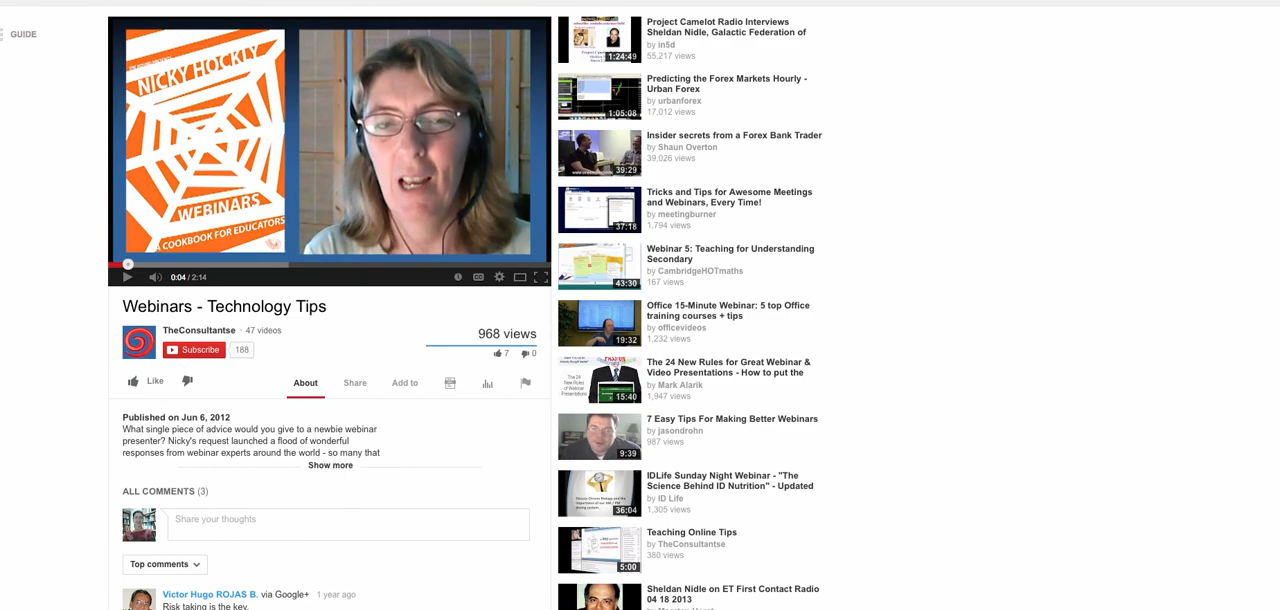 GUIDE
NICKY HOCKLY
WEBINARS
A COOKBOOK FOR EDUCATORS
0:04 / 2:14
Webinars - Technology Tips
TheConsultantse · 47 videos
Subscribe 188
968 views
7 0
Like
About Share Add to
Published on Jun 6, 2012
What single piece of advice would you give to a newbie webinar
presenter? Nicky's request launched a flood of wonderful
responses from webinar experts around the world - so many that
Show more
ALL COMMENTS (3)
Share your thoughts
Top comments
Victor Hugo ROJAS B. via Google+ 1 year ago
Risk taking is the key.
1:24:49
Project Camelot Radio Interviews
Sheldan Nidle, Galactic Federation of
by in5d
55,217 views
1:05:08
Predicting the Forex Markets Hourly -
Urban Forex
by urbanforex
17,012 views
39:29
Insider secrets from a Forex Bank Trader
by Shaun Overton
39,026 views
37:18
Tricks and Tips for Awesome Meetings
and Webinars, Every Time!
by meetingburner
1,794 views
43:30
Webinar 5: Teaching for Understanding
Secondary
by CambridgeHOTmaths
167 views
19:32
Office 15-Minute Webinar: 5 top Office
training courses + tips
by officevideos
1,232 views
The 24
New Rules
of Webinar
Presentations
15:40
The 24 New Rules for Great Webinar &
Video Presentations - How to put the
by Mark Alarik
1,947 views
9:39
7 Easy Tips For Making Better Webinars
by jasondrohn
987 views
36:04
IDLife Sunday Night Webinar - "The
Science Behind ID Nutrition" - Updated
by ID Life
1,305 views
5:00
Teaching Online Tips
by TheConsultantse
380 views
Sheldan Nidle on ET First Contact Radio
04 18 2013